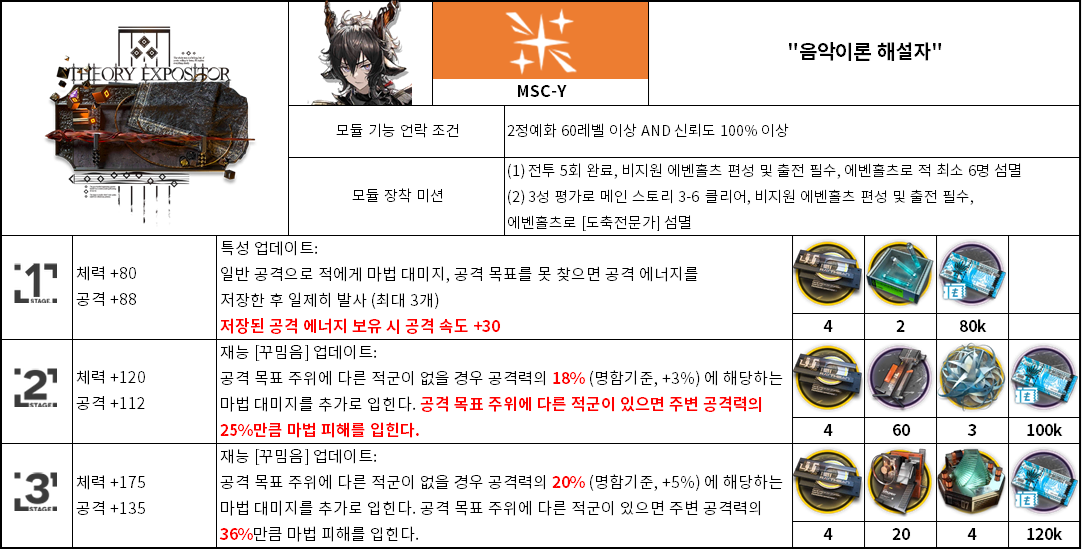 THEORY EXPOSITOR
MSC-Y
"음악이론 해설자"
모듈 기능 언락 조건
2정예화 60레벨 이상 AND 신뢰도 100% 이상
모듈 장착 미션
(1) 전투 5회 완료, 비지원 에벤홀츠 편성 및 출전 필수, 에벤홀츠로 적 최소 6명 섬멸
(2) 3성 평가로 메인 스토리 3-6 클리어, 비지원 에벤홀츠 편성 및 출전 필수,
에벤홀츠로 [도축전문가] 섬멸
1
STAGE
체력 +80
공격 +88
특성 업데이트:
일반 공격으로 적에게 마법 대미지, 공격 목표를 못 찾으면 공격 에너지를
저장한 후 일제히 발사 (최대 3개)
저장된 공격 에너지 보유 시 공격 속도 +30
4
2
80k
2
STAGE
체력 +120
공격 +112
재능 [꾸밈음] 업데이트:
공격 목표 주위에 다른 적군이 없을 경우 공격력의 18% (명함기준, +3%) 에 해당하는
마법 대미지를 추가로 입힌다. 공격 목표 주위에 다른 적군이 있으면 주변 공격력의
25%만큼 마법 피해를 입힌다.
4
60
3
100k
3
STAGE
체력 +175
공격 +135
재능 [꾸밈음] 업데이트:
공격 목표 주위에 다른 적군이 없을 경우 공격력의 20% (명함기준, +5%) 에 해당하는
마법 대미지를 추가로 입힌다. 공격 목표 주위에 다른 적군이 있으면 주변 공격력의
36%만큼 마법 피해를 입힌다.
4
20
4
120k